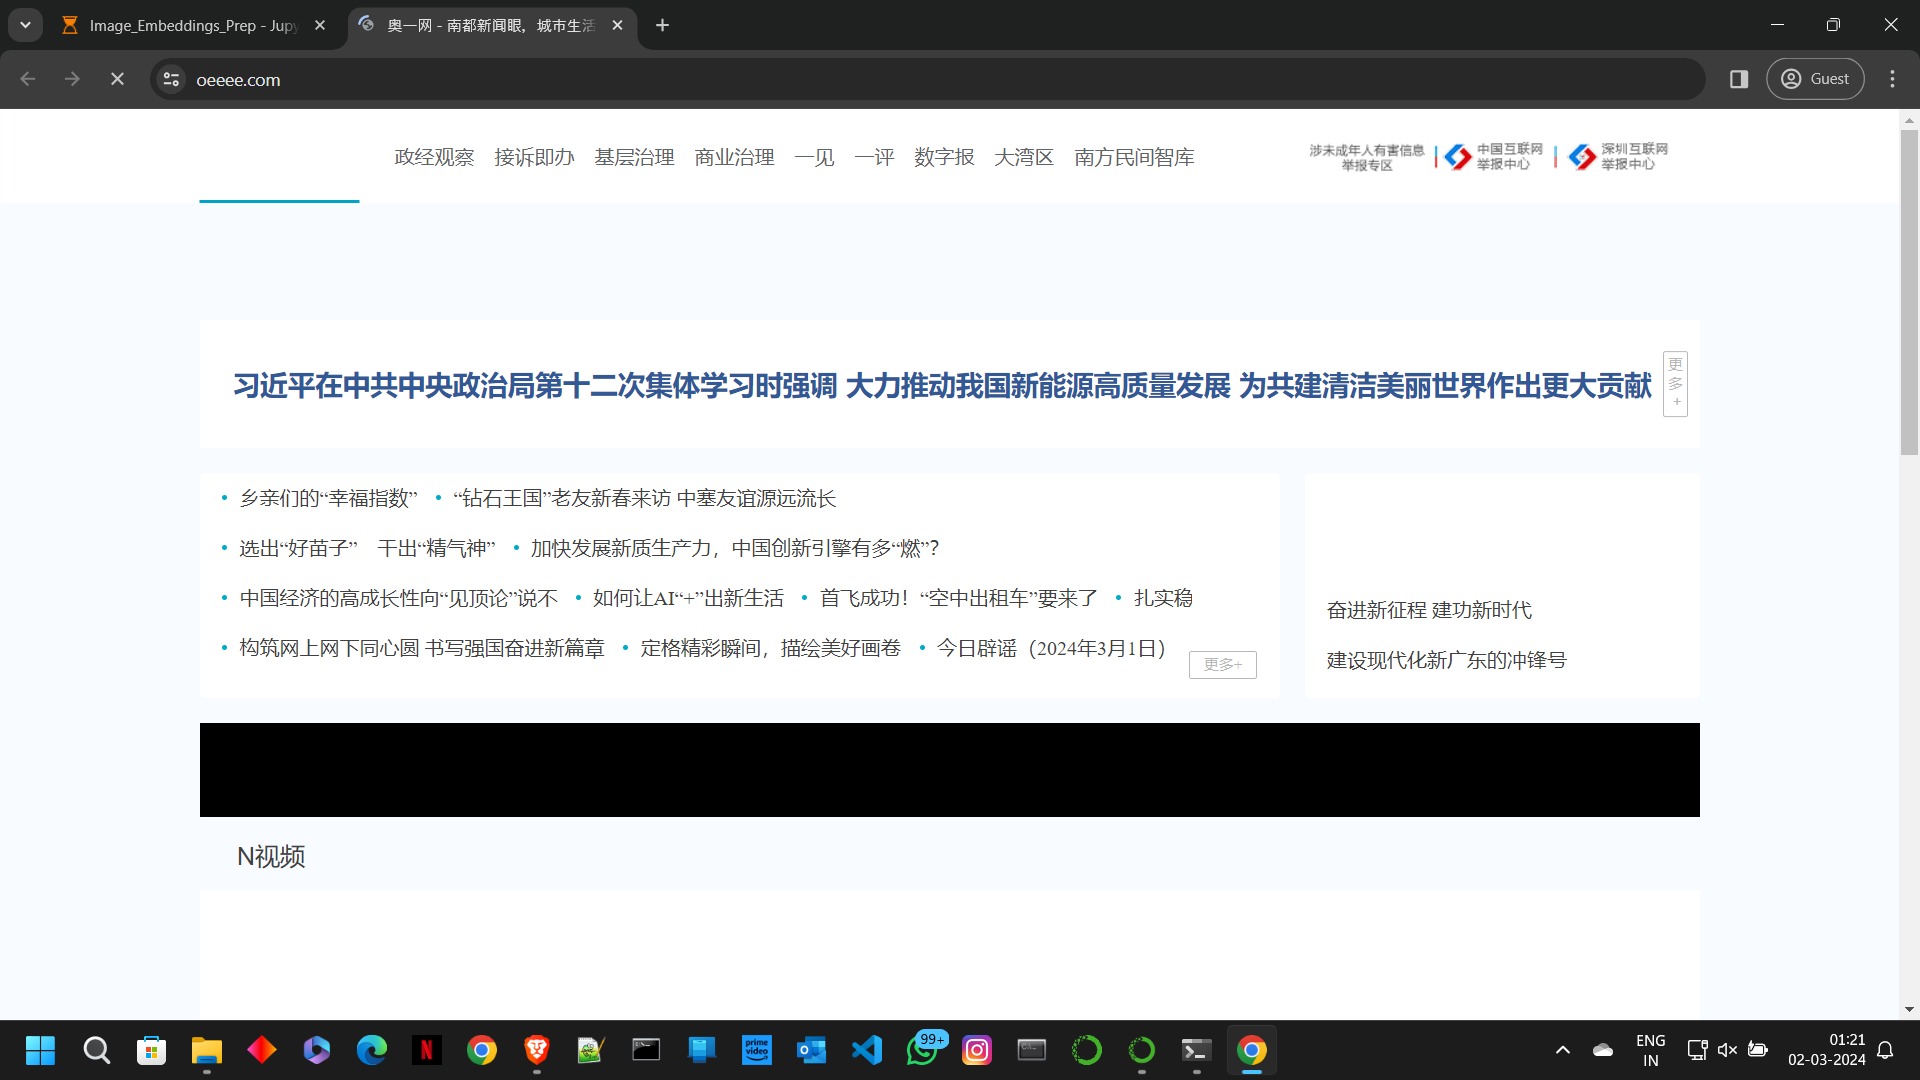 Image_Embeddings_Prep - Jupy
奥一网 - 南都新闻眼，城市生活
oeeee.com
Guest
政经观察 接诉即办 基层治理 商业治理 一见 一评 数字报 大湾区 南方民间智库
涉未成年人有害信息
举报专区
中国互联网
举报中心
深圳互联网
举报中心
习近平在中共中央政治局第十二次集体学习时强调 大力推动我国新能源高质量发展 为共建清洁美丽世界作出更大贡献
更多+
• 乡亲们的“幸福指数” • “钻石王国”老友新春来访 中塞友谊源远流长
• 选出“好苗子” 干出“精气神” • 加快发展新质生产力，中国创新引擎有多“燃”？
• 中国经济的高成长性向“见顶论”说不 • 如何让AI“+”出新生活 • 首飞成功！“空中出租车”要来了 • 扎实稳
• 构筑网上网下同心圆 书写强国奋进新篇章 • 定格精彩瞬间，描绘美好画卷 • 今日辟谣（2024年3月1日）
更多+
奋进新征程 建功新时代
建设现代化新广东的冲锋号
N视频
prime video
99+
ENG
IN
01:21
02-03-2024